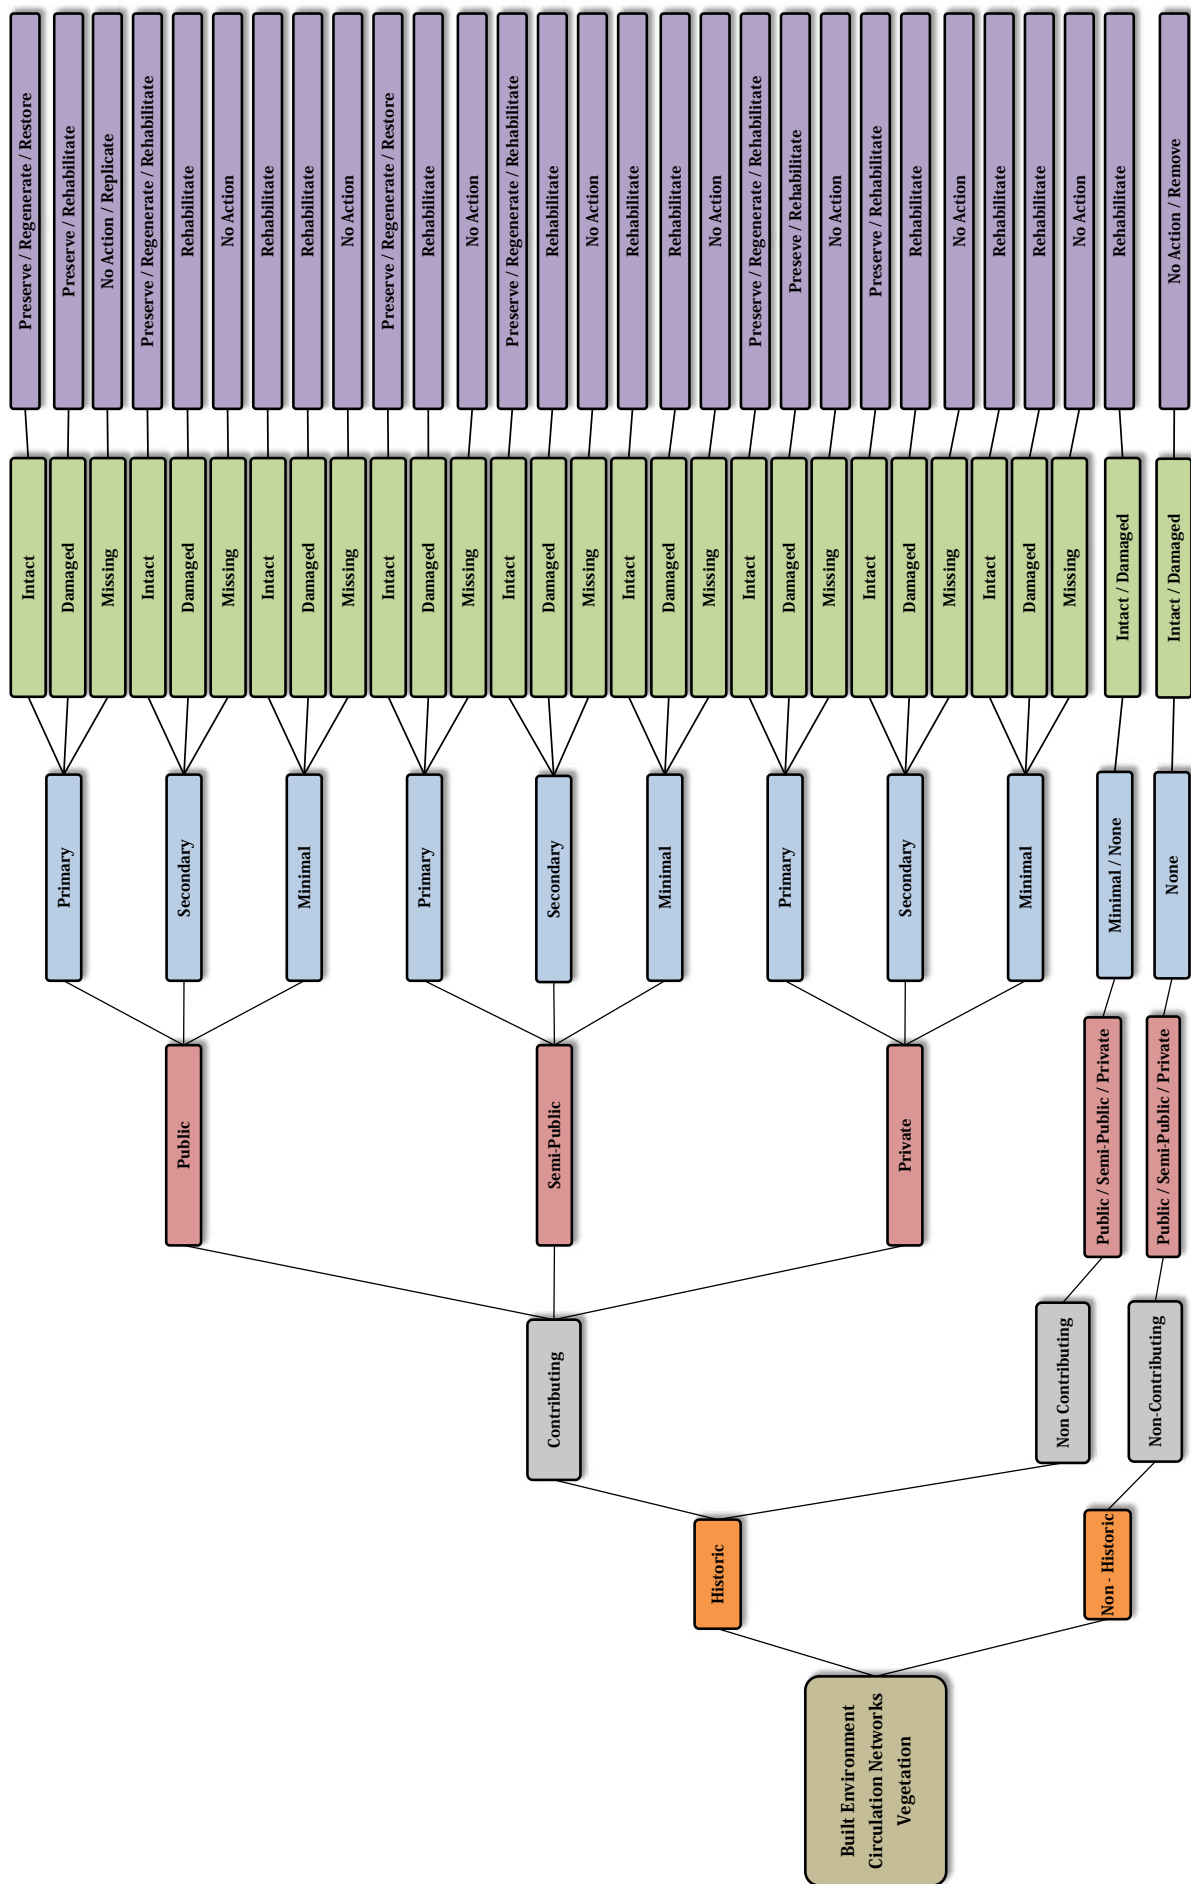 Preserve / Regenerate / Restore
Preserve / Rehabilitate
No Action / Replicate
Preserve / Regenerate / Rehabilitate
Rehabilitate
No Action
Rehabilitate
Rehabilitate
No Action
Preserve / Regenerate / Restore
Rehabilitate
No Action
Preserve / Regenerate / Rehabilitate
Rehabilitate
No Action
Rehabilitate
Rehabilitate
No Action
Preserve / Regenerate / Rehabilitate
Preseve / Rehabilitate
No Action
Preserve / Rehabilitate
Rehabilitate
No Action
Rehabilitate
Rehabilitate
No Action
Rehabilitate
No Action / Remove
Intact
Damaged
Missing
Intact
Damaged
Missing
Intact
Damaged
Missing
Intact
Damaged
Missing
Intact
Damaged
Missing
Intact
Damaged
Missing
Intact
Damaged
Missing
Intact
Damaged
Missing
Intact
Damaged
Missing
Intact / Damaged
Intact / Damaged
Primary
Secondary
Minimal
Primary
Secondary
Minimal
Primary
Secondary
Minimal
Minimal / None
None
Public
Semi-Public
Private
Public / Semi-Public / Private
Public / Semi-Public / Private
Contributing
Non Contributing
Non-Contributing
Historic
Non - Historic
Built Environment
Circulation Networks
Vegetation